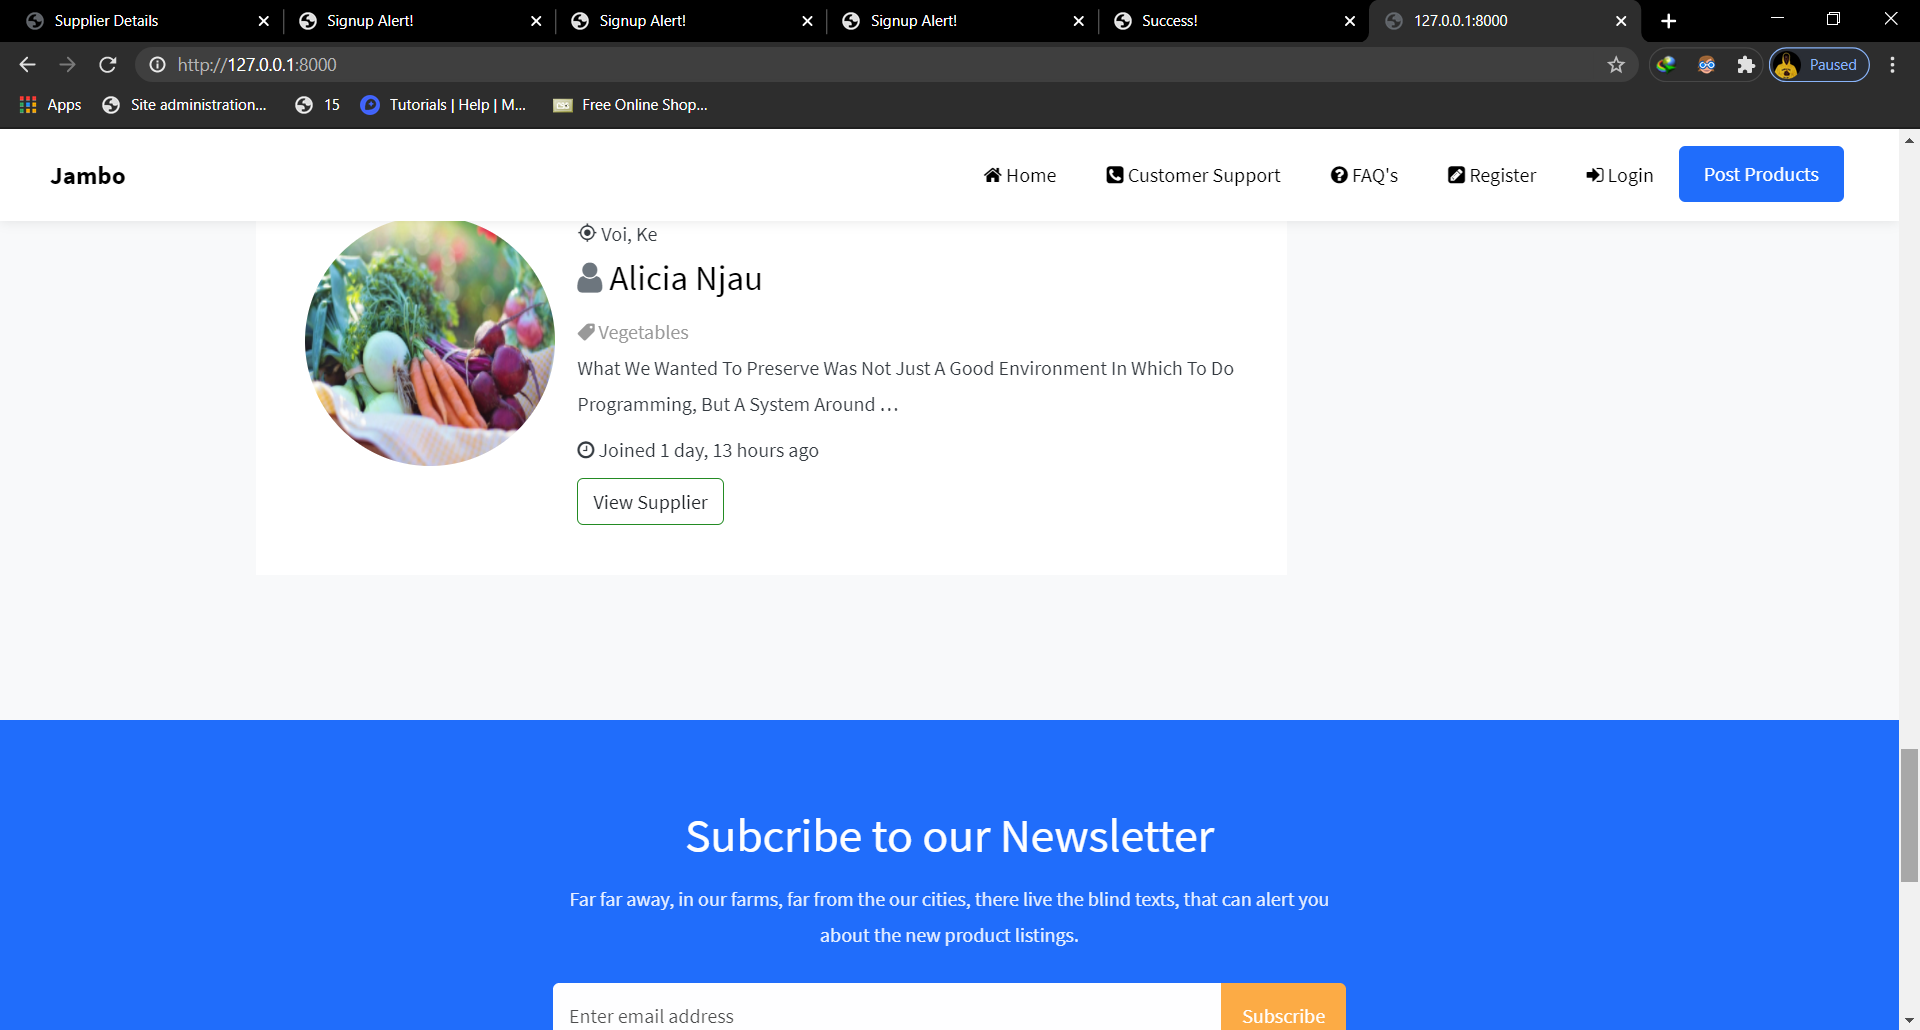 Supplier Details
Signup Alert!
Signup Alert!
Signup Alert!
Success!
127.0.0.1:8000
http://127.0.0.1:8000
Paused
Apps
Site administration...
15
Tutorials | Help | M...
Free Online Shop...
Jambo
Home
Customer Support
FAQ's
Register
Login
Post Products
Voi, Ke
Alicia Njau
Vegetables
What We Wanted To Preserve Was Not Just A Good Environment In Which To Do
Programming, But A System Around ...
Joined 1 day, 13 hours ago
View Supplier
Subcribe to our Newsletter
Far far away, in our farms, far from the our cities, there live the blind texts, that can alert you
about the new product listings.
Enter email address
Subscribe